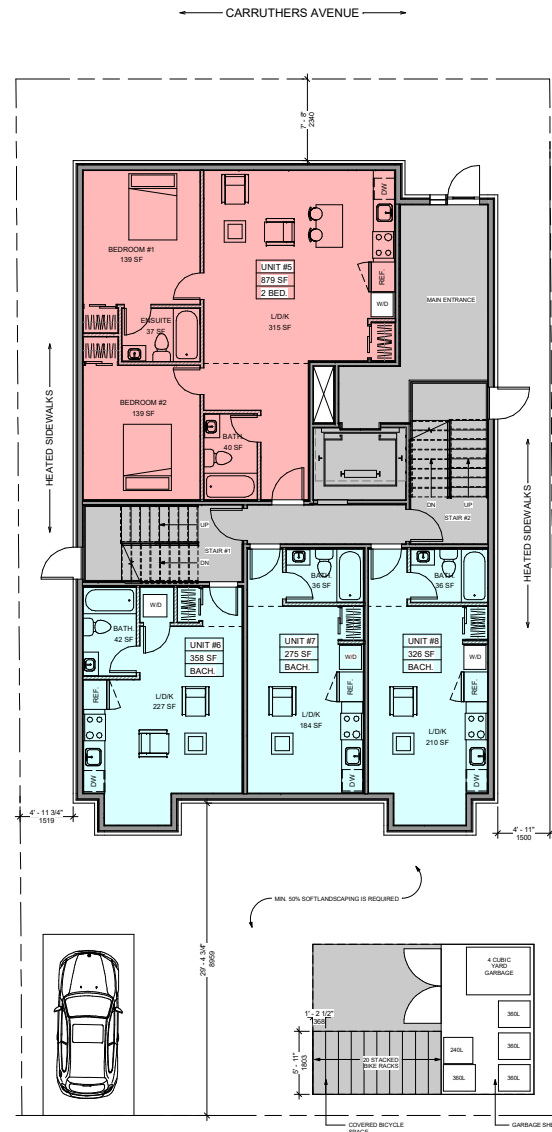 CARRUTHERS AVENUE
7' - 8"
2340
BEDROOM #1
139 SF
UNIT #5
879 SF
2 BED.
DW
REF.
W/D
MAIN ENTRANCE
ENSUITE
37 SF
L/D/K
315 SF
HEATED SIDEWALKS
BEDROOM #2
139 SF
BATH.
40 SF
DN
UP
STAIR #2
HEATED SIDEWALKS
UP
STAIR #1
DN
BATH.
36 SF
BATH.
36 SF
W/D
BATH.
42 SF
UNIT #6
358 SF
BACH.
UNIT #7
275 SF
BACH.
UNIT #8
326 SF
BACH.
W/D
W/D
REF.
L/D/K
227 SF
REF.
L/D/K
184 SF
REF.
L/D/K
210 SF
DW
DW
DW
4' - 11 3/4"
1519
4' - 11"
1500
MIN. 50% SOFTLANDSCAPING IS REQUIRED
29' - 4 3/4"
8959
4 CUBIC
YARD
GARBAGE
1' - 2 1/2"
368
360L
5' - 11"
1803
20 STACKED
BIKE RACKS
240L
360L
360L
360L
COVERED BICYCLE
SPACE
GARBAGE SH